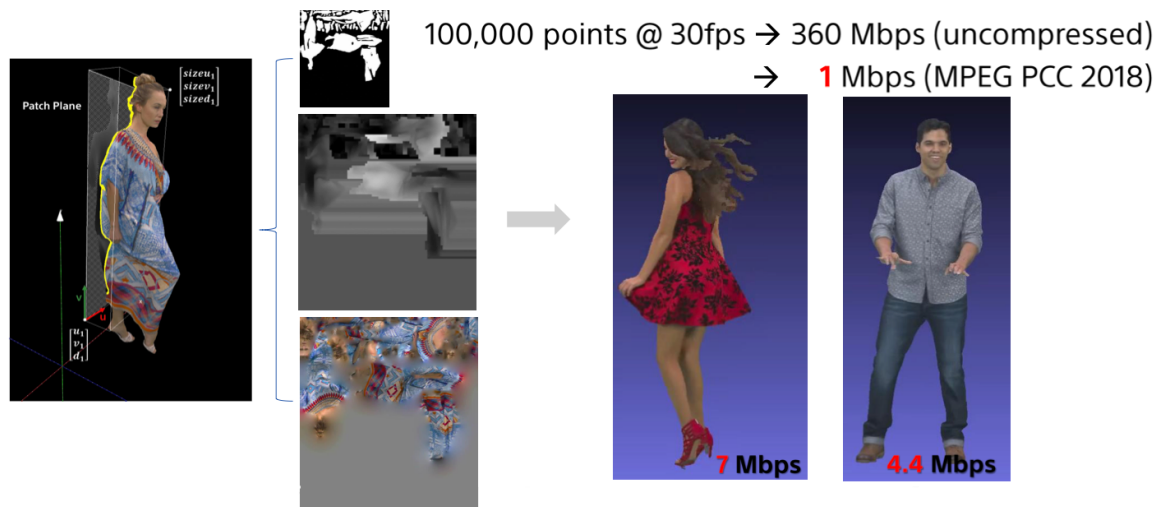 100,000 points @ 30fps → 360 Mbps (uncompressed)
→ 1 Mbps (MPEG PCC 2018)
Patch Plane
sizeu₁
sizev₁
sized₁
v
u
u₁
v₁
d₁
7 Mbps
4.4 Mbps